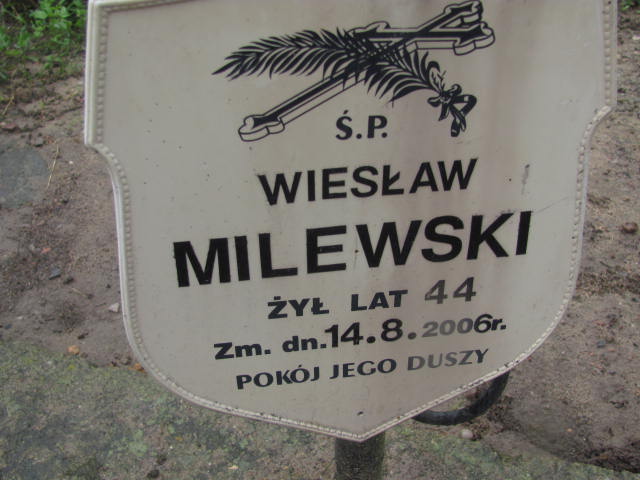 Ś.P.
WIESŁAW
MILEWSKI
ŻYŁ LAT 44
Zm. dn.14.8.2006r.
POKÓJ JEGO DUSZY